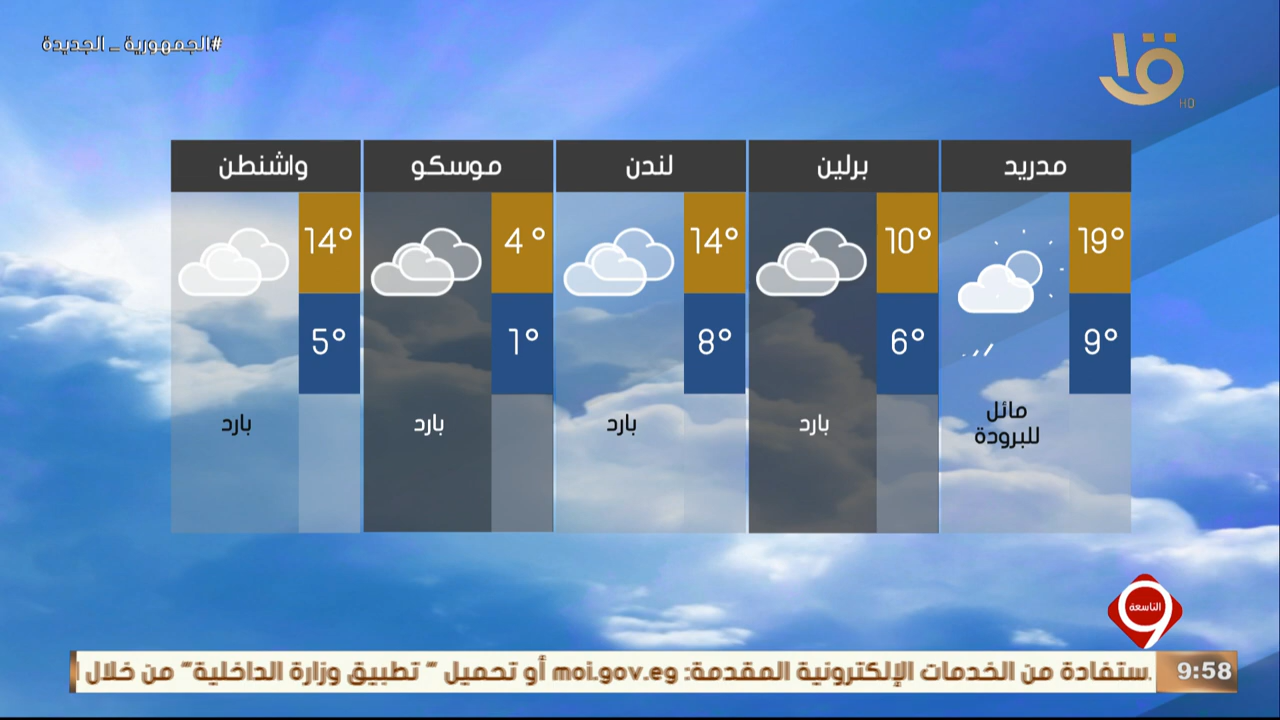 #الجمهورية_الجديدة
HD
مدريد
19°
9°
مائل
للبرودة
برلين
10°
6°
بارد
لندن
14°
8°
بارد
موسكو
4°
1°
بارد
واشنطن
14°
5°
بارد
التاسعة
9
9:58
ستفادة من الخدمات الإلكترونية المقدمة: moi.gov.eg أو تحميل " تطبيق وزارة الداخلية" من خلال ا